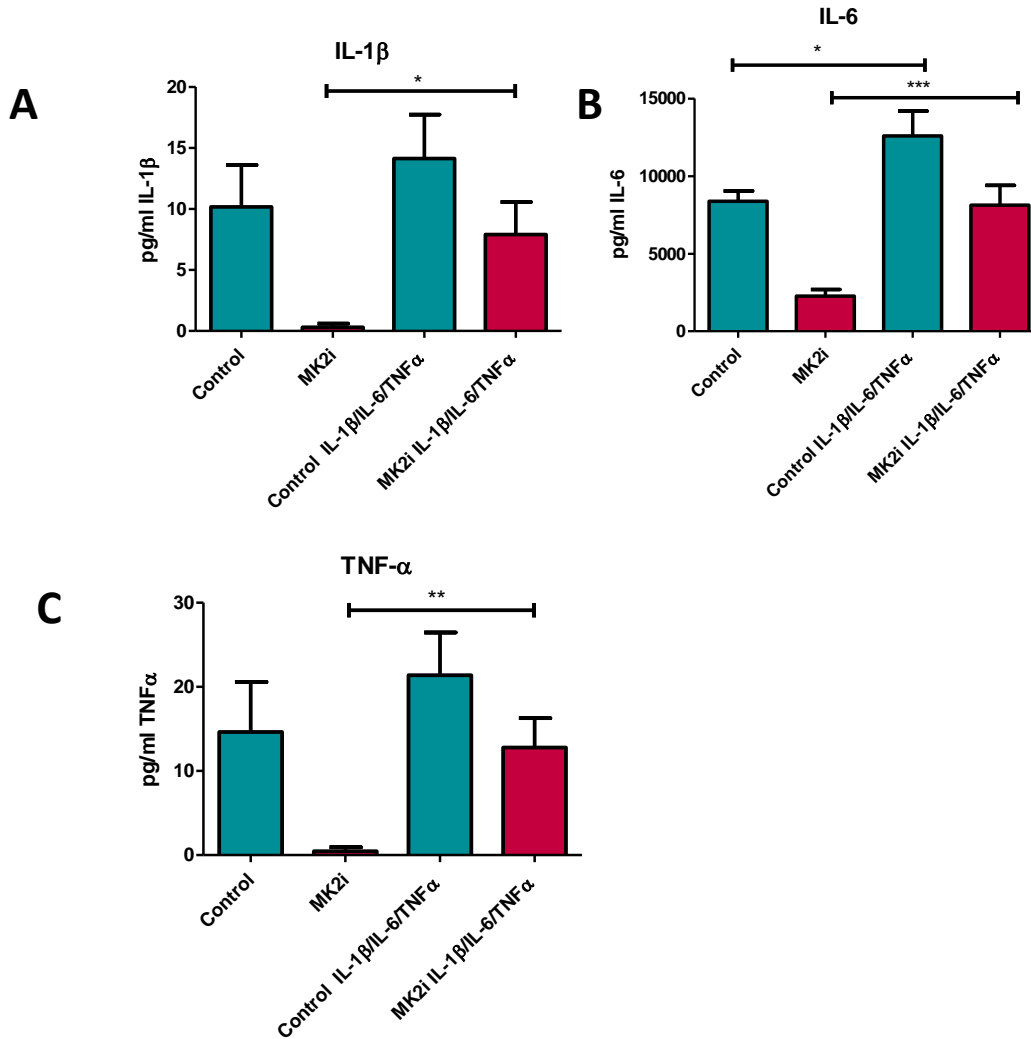 A
IL-1β
*
pg/ml IL-1β
20
15
10
5
0
Control
MK2i
Control IL-1β/IL-6/TNFα
MK2i IL-1β/IL-6/TNFα
B
IL-6
*
***
pg/ml IL-6
15000
10000
5000
0
Control
MK2i
Control IL-1β/IL-6/TNFα
MK2i IL-1β/IL-6/TNFα
C
TNF-α
**
pg/ml TNFα
30
20
10
0
Control
MK2i
Control IL-1β/IL-6/TNFα
MK2i IL-1β/IL-6/TNFα